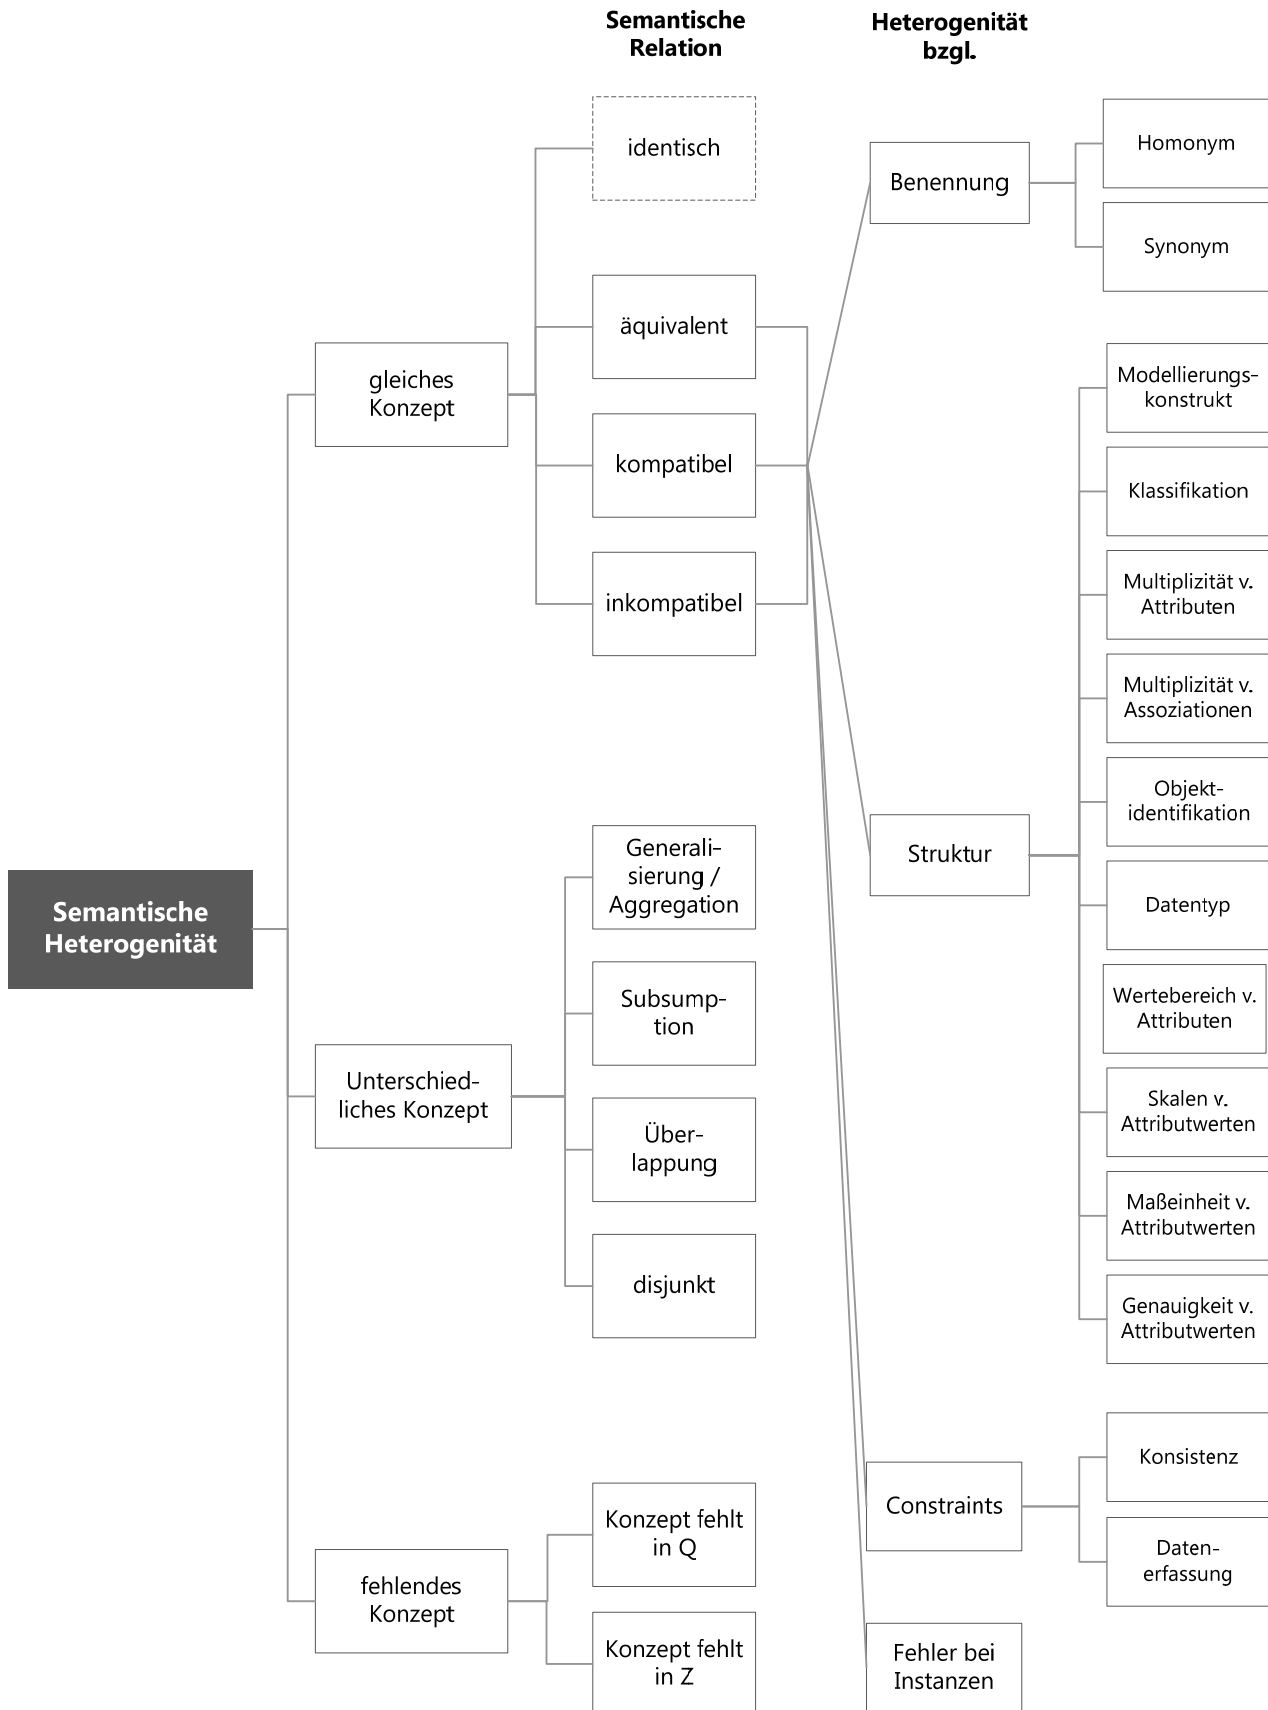 Semantische
Relation
Heterogenität
bzgl.
Semantische
Heterogenität
gleiches
Konzept
Unterschied-
liches Konzept
fehlendes
Konzept
identisch
äquivalent
kompatibel
inkompatibel
Generali-
sierung /
Aggregation
Subsump-
tion
Über-
lappung
disjunkt
Konzept fehlt
in Q
Konzept fehlt
in Z
Benennung
Struktur
Constraints
Fehler bei
Instanzen
Homonym
Synonym
Modellierungs-
konstrukt
Klassifikation
Multiplizität v.
Attributen
Multiplizität v.
Assoziationen
Objekt-
identifikation
Datentyp
Wertebereich v.
Attributen
Skalen v.
Attributwerten
Maßeinheit v.
Attributwerten
Genauigkeit v.
Attributwerten
Konsistenz
Daten-
erfassung